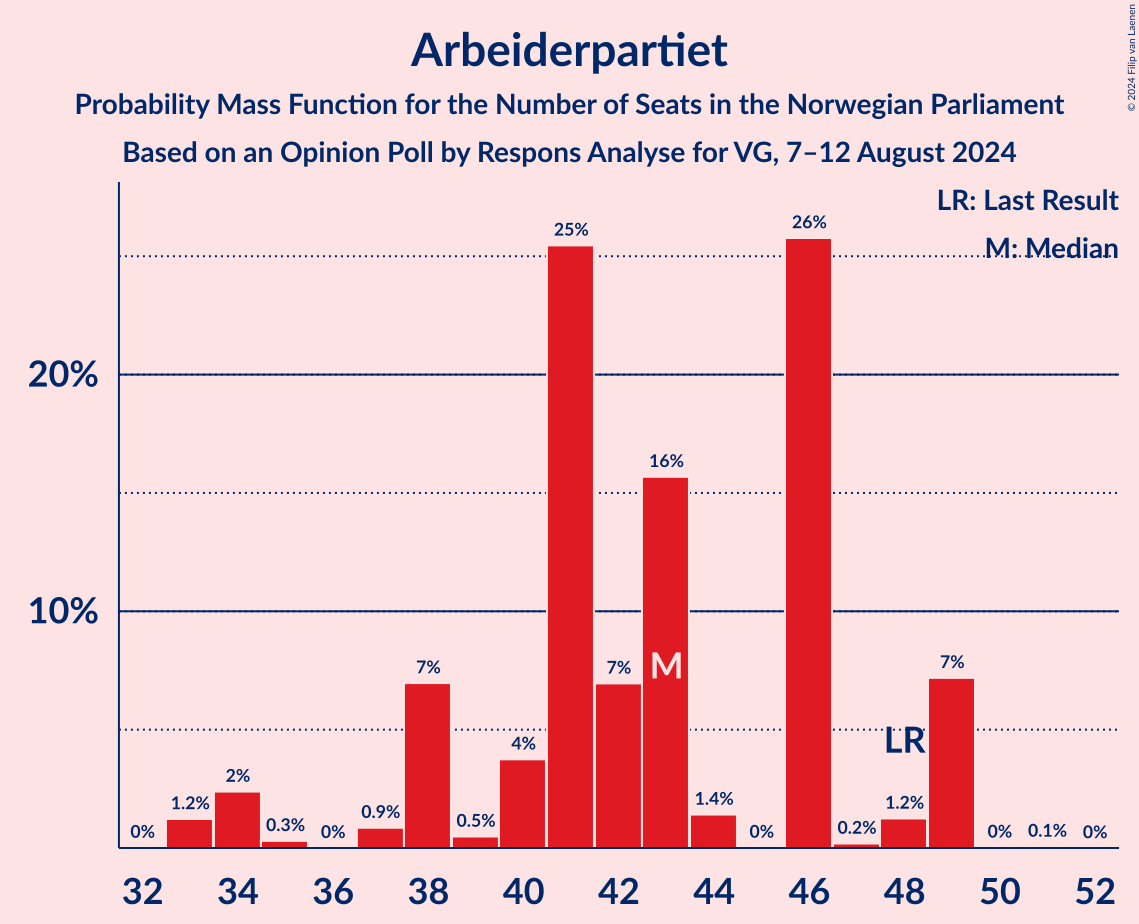 © 2024 Filip van Laenen
Arbeiderpartiet
Probability Mass Function for the Number of Seats in the Norwegian Parliament
Based on an Opinion Poll by Respons Analyse for VG, 7–12 August 2024
LR: Last Result
M: Median
20%
10%
0%
1.2%
2%
0.3%
0%
0.9%
7%
0.5%
4%
25%
7%
16%
1.4%
0%
26%
0.2%
1.2%
7%
0%
0.1%
0%
M
LR
32 34 36 38 40 42 44 46 48 50 52